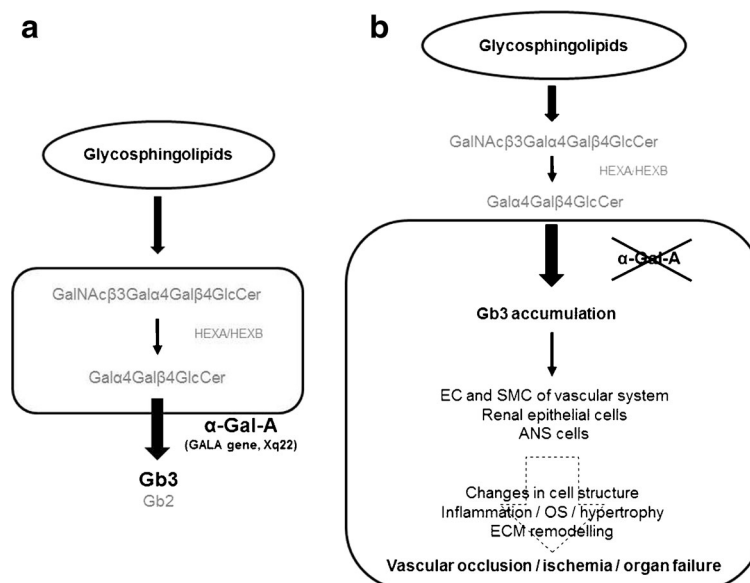 a
Glycosphingolipids
GalNAcβ3Galα4Galβ4GlcCer
HEXA/HEXB
Galα4Galβ4GlcCer
α-Gal-A
(GALA gene, Xq22)
Gb3
Gb2
b
Glycosphingolipids
GalNAcβ3Galα4Galβ4GlcCer
HEXA/HEXB
Galα4Galβ4GlcCer
α-Gal-A
Gb3 accumulation
EC and SMC of vascular system
Renal epithelial cells
ANS cells
Changes in cell structure
Inflammation / OS / hypertrophy
ECM remodelling
Vascular occlusion / ischemia / organ failure